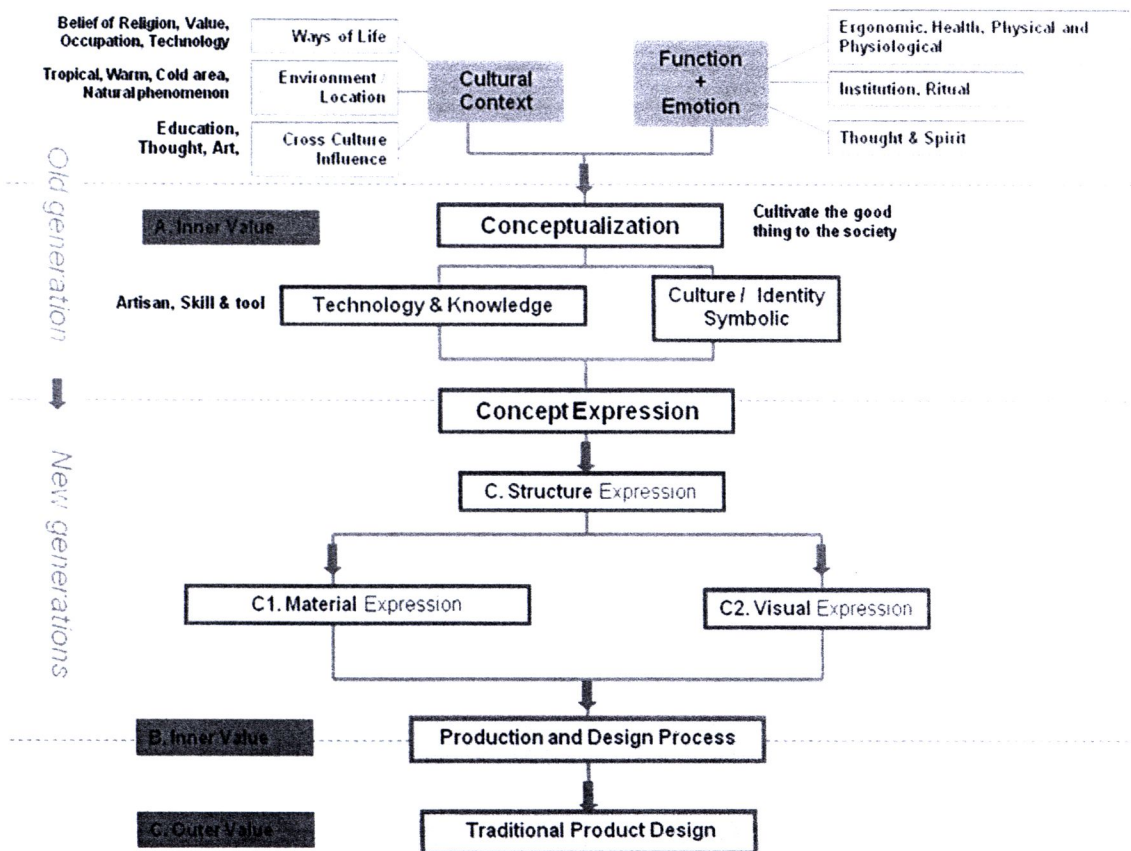 Belief of Religion, Value,
Occupation, Technology
Ways of Life
Tropical, Warm, Cold area,
Natural phenomenon
Environment /
Location
Education,
Thought, Art,
Cross Culture
Influence
Cultural
Context
Function
+
Emotion
Ergonomic, Health, Physical and
Physiological
Institution, Ritual
Thought & Spirit
Old generation
A. Inner Value
Conceptualization
Cultivate the good
thing to the society
Artisan, Skill & tool
Technology & Knowledge
Culture / Identity
Symbolic
Concept Expression
New generations
C. Structure Expression
C1. Material Expression
C2. Visual Expression
B. Inner Value
Production and Design Process
C. Outer Value
Traditional Product Design